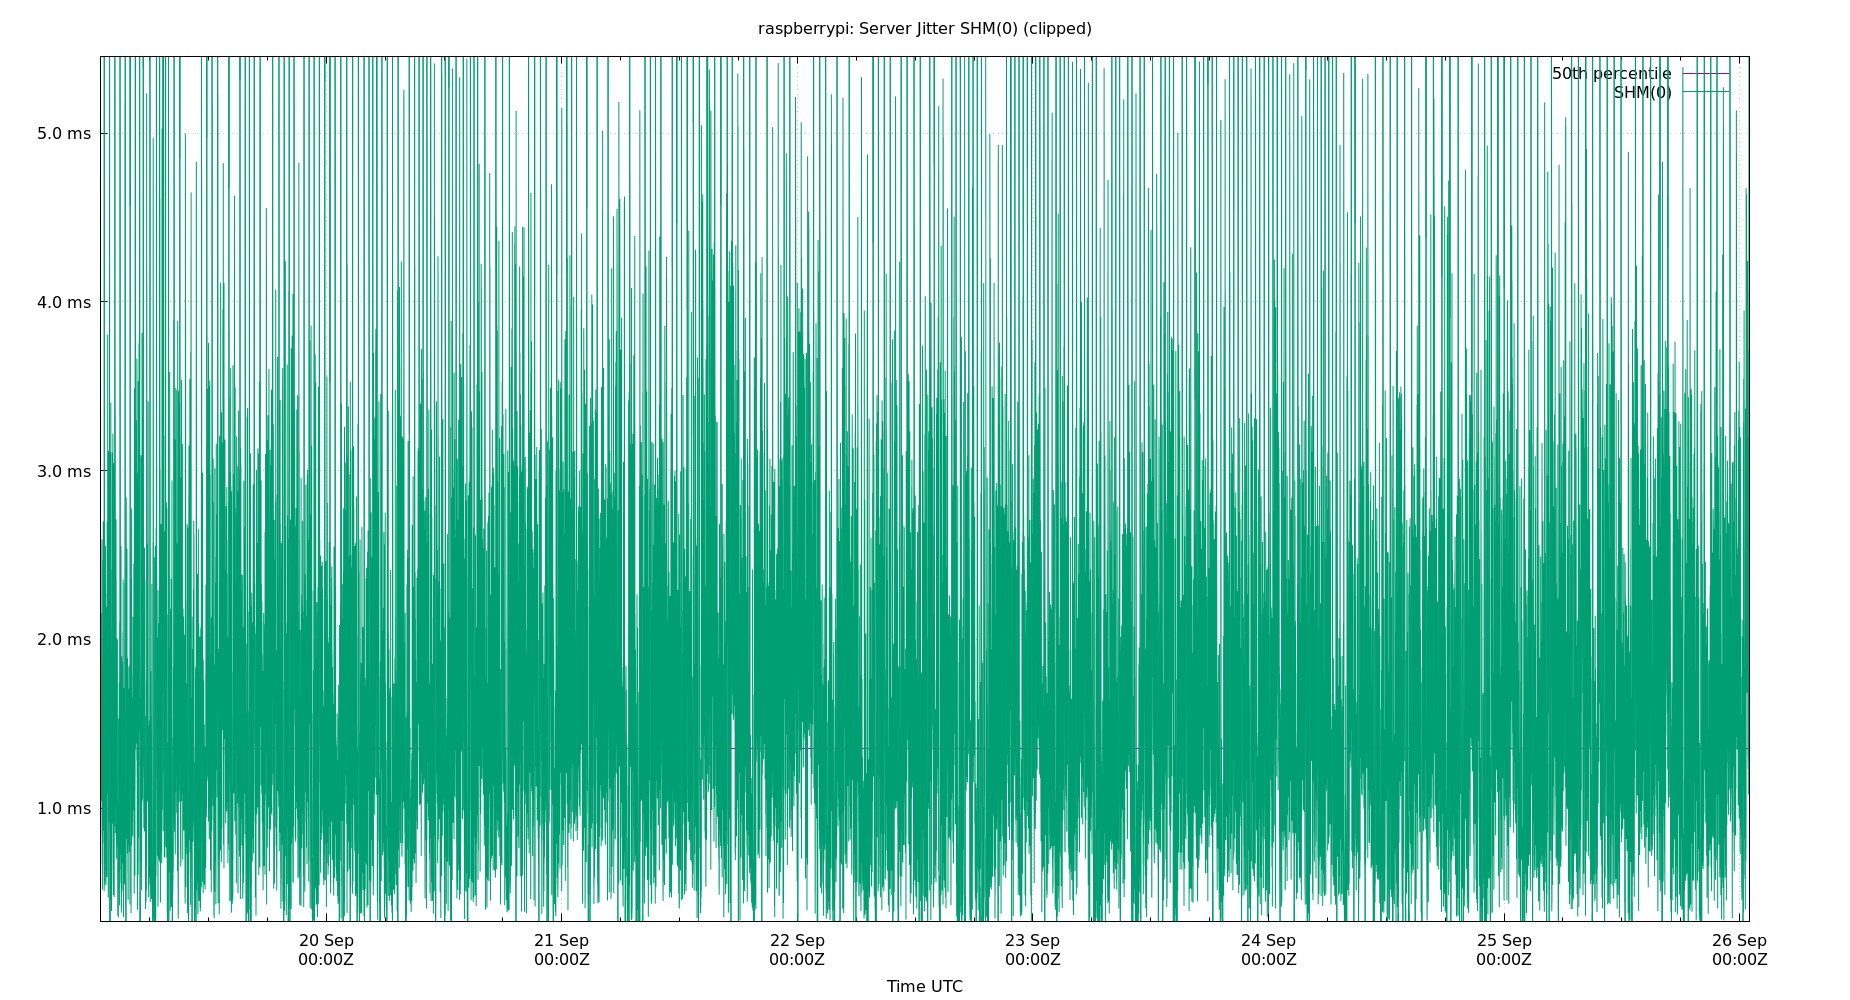 raspberrypi: Server Jitter SHM(0) (clipped)
50th percentile
SHM(0)
5.0 ms
4.0 ms
3.0 ms
2.0 ms
1.0 ms
20 Sep
00:00Z
21 Sep
00:00Z
22 Sep
00:00Z
23 Sep
00:00Z
24 Sep
00:00Z
25 Sep
00:00Z
26 Sep
00:00Z
Time UTC